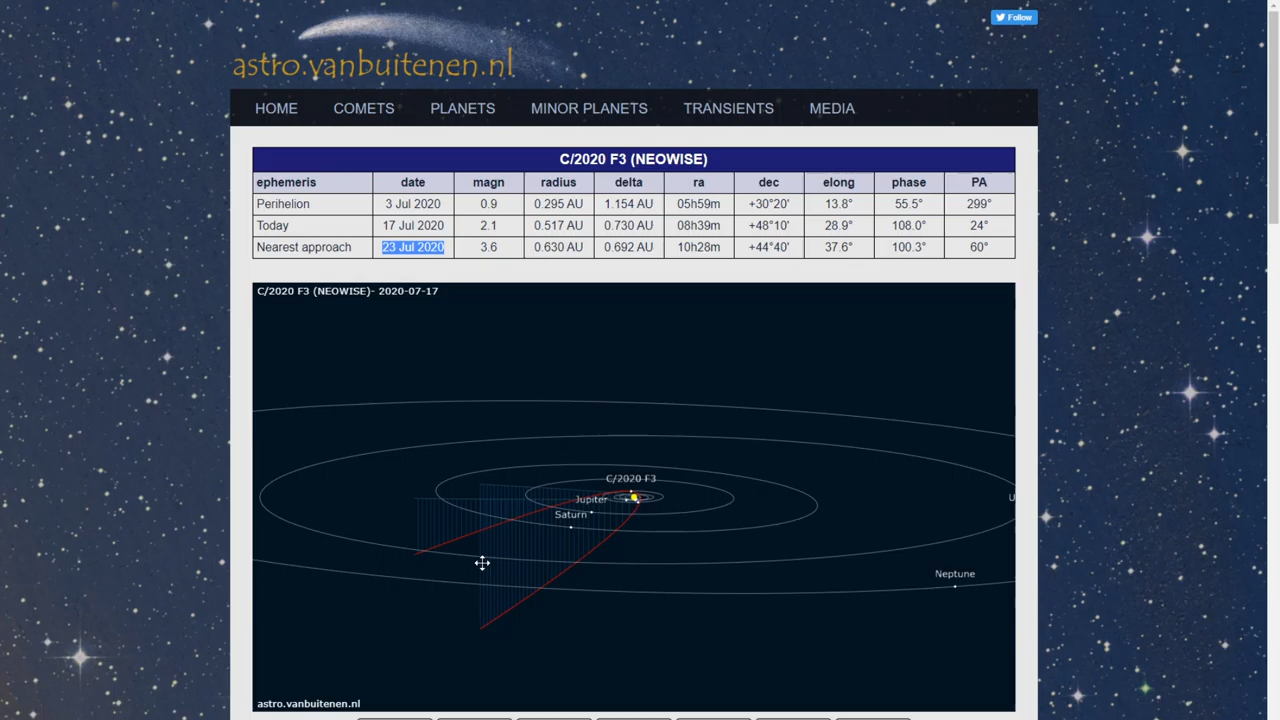 Follow
astro.vanbuitenen.nl
HOME COMETS PLANETS MINOR PLANETS TRANSIENTS MEDIA
C/2020 F3 (NEOWISE)
ephemeris date magn radius delta ra dec elong phase PA
Perihelion 3 Jul 2020 0.9 0.295 AU 1.154 AU 05h59m +30°20' 13.8° 55.5° 299°
Today 17 Jul 2020 2.1 0.517 AU 0.730 AU 08h39m +48°10' 28.9° 108.0° 24°
Nearest approach 23 Jul 2020 3.6 0.630 AU 0.692 AU 10h28m +44°40' 37.6° 100.3° 60°
C/2020 F3 (NEOWISE)- 2020-07-17
C/2020 F3
Jupiter
U
Saturn
Neptune
astro.vanbuitenen.nl